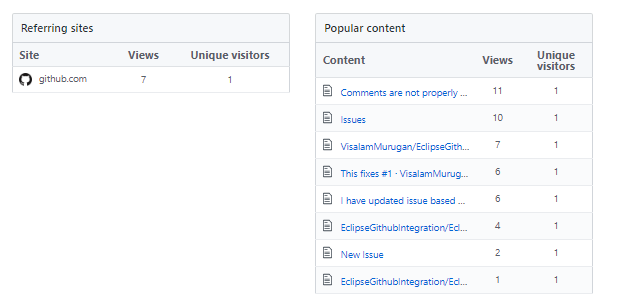 Referring sites
Site Views Unique visitors
github.com 7 1
Popular content
Content Views Unique visitors
Comments are not properly ... 11 1
Issues 10 1
VisalamMurugan/EclipseGith... 7 1
This fixes #1 · VisalamMurug... 6 1
I have updated issue based ... 6 1
EclipseGithubIntegration/Ecl... 4 1
New Issue 2 1
EclipseGithubIntegration/Ecl... 1 1